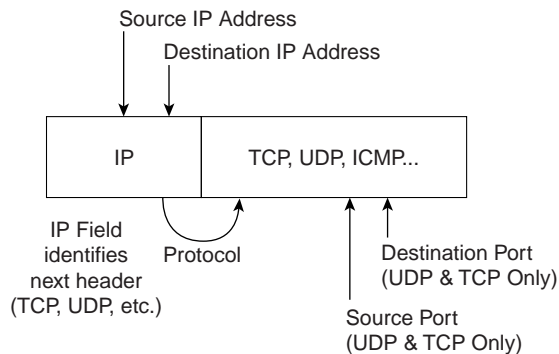 Source IP Address
Destination IP Address
IP
TCP, UDP, ICMP...
IP Field
identifies
next header
(TCP, UDP, etc.)
Protocol
Destination Port
(UDP & TCP Only)
Source Port
(UDP & TCP Only)